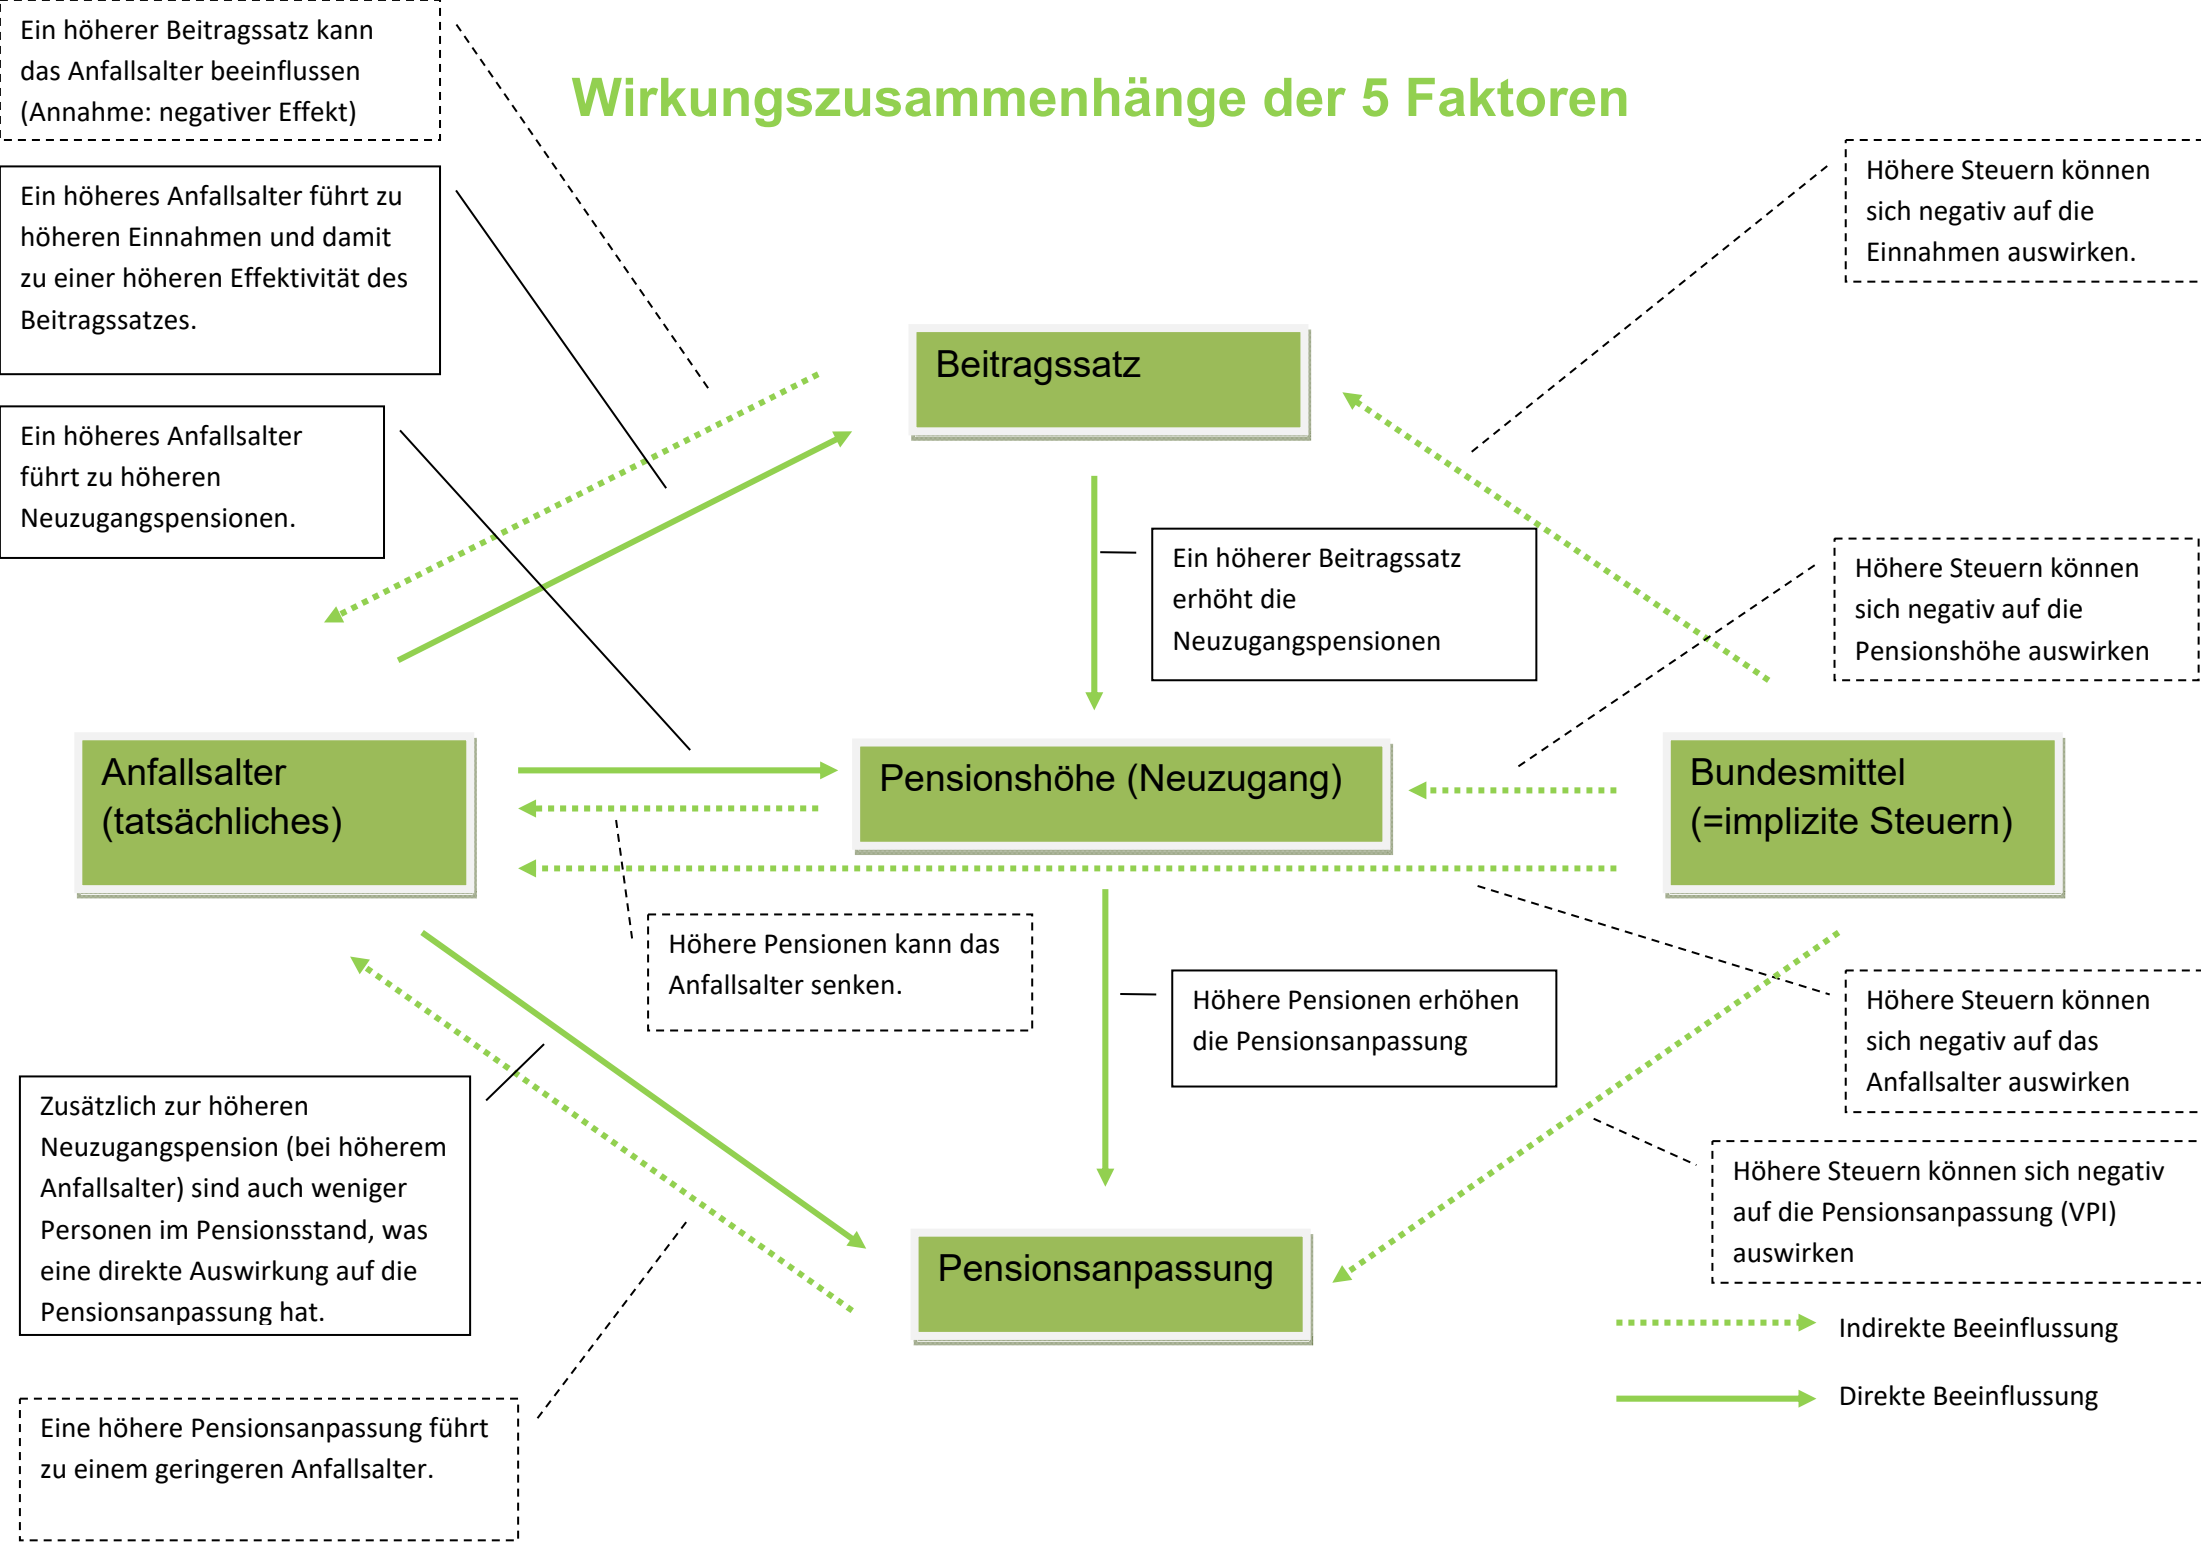 Ein höherer Beitragssatz kann
das Anfallsalter beeinflussen
(Annahme: negativer Effekt)
Wirkungszusammenhänge der 5 Faktoren
Höhere Steuern können
sich negativ auf die
Einnahmen auswirken.
Ein höheres Anfallsalter führt zu
höheren Einnahmen und damit
zu einer höheren Effektivität des
Beitragssatzes.
Beitragssatz
Ein höheres Anfallsalter
führt zu höheren
Neuzugangspensionen.
Ein höherer Beitragssatz
erhöht die
Neuzugangspensionen
Höhere Steuern können
sich negativ auf die
Pensionshöhe auswirken
Anfallsalter
(tatsächliches)
Pensionshöhe (Neuzugang)
Bundesmittel
(=implizite Steuern)
Höhere Pensionen kann das
Anfallsalter senken.
Höhere Pensionen erhöhen
die Pensionsanpassung
Höhere Steuern können
sich negativ auf das
Anfallsalter auswirken
Zusätzlich zur höheren
Neuzugangspension (bei höherem
Anfallsalter) sind auch weniger
Personen im Pensionsstand, was
eine direkte Auswirkung auf die
Pensionsanpassung hat.
Höhere Steuern können sich negativ
auf die Pensionsanpassung (VPI)
auswirken
Pensionsanpassung
Indirekte Beeinflussung
Direkte Beeinflussung
Eine höhere Pensionsanpassung führt
zu einem geringeren Anfallsalter.